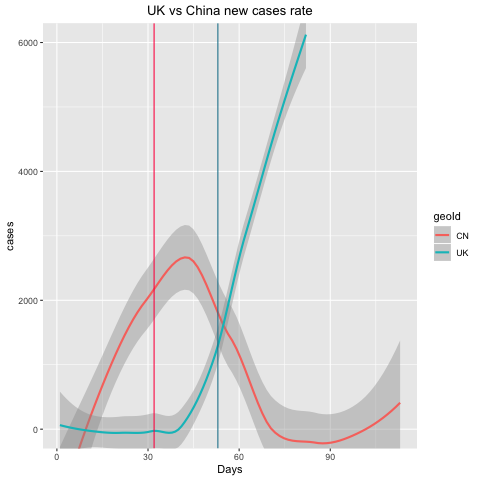 UK vs China new cases rate
6000
4000
2000
0
cases
0 30 60 90
Days
geoId
CN
UK